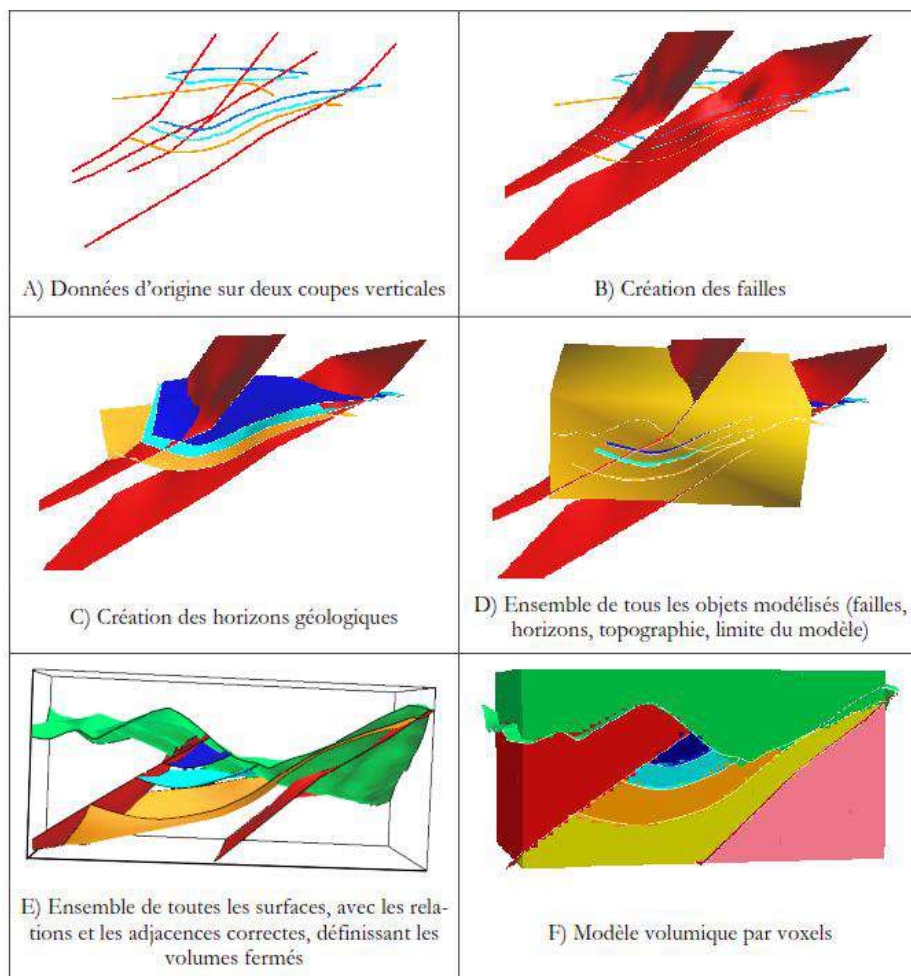 A) Données d'origine sur deux coupes verticales
B) Création des failles
C) Création des horizons géologiques
D) Ensemble de tous les objets modélisés (failles,
horizons, topographie, limite du modèle)
E) Ensemble de toutes les surfaces, avec les rela-
tions et les adjacences correctes, définissant les
volumes fermés
F) Modèle volumique par voxels